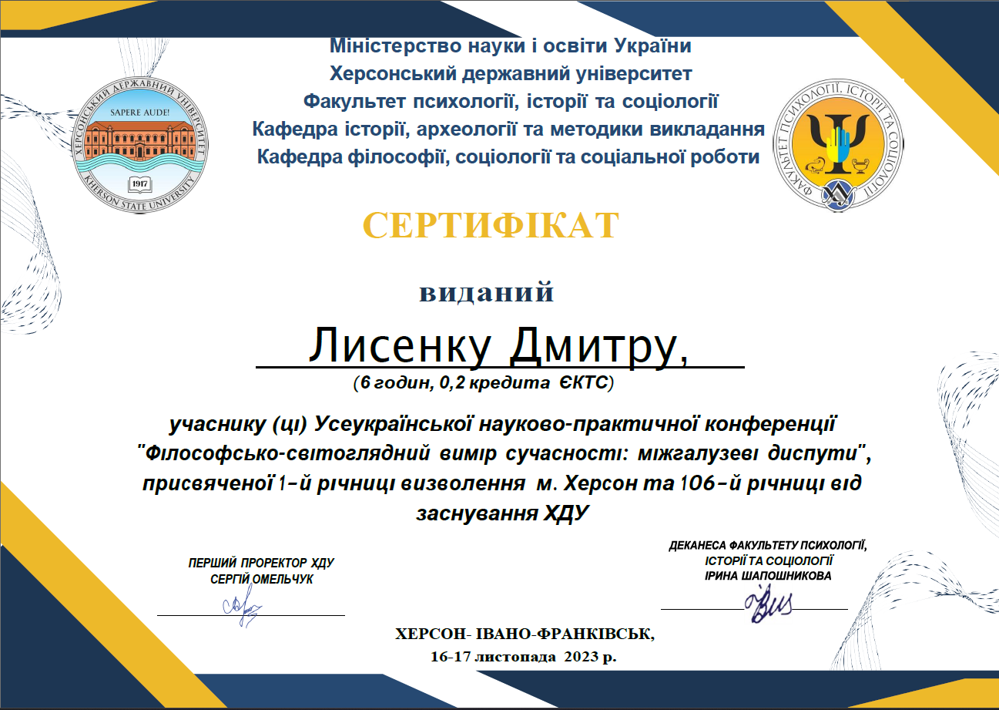 Міністерство науки і освіти України
Херсонський державний університет
Факультет психології, історії та соціології
Кафедра історії, археології та методики викладання
Кафедра філософії, соціології та соціальної роботи
ХЕРСОНСЬКИЙ ДЕРЖАВНИЙ УНІВЕРСИТЕТ
SAPERE AUDE!
1917
KHERSON STATE UNIVERSITY
ФАКУЛЬТЕТ ПСИХОЛОГІЇ, ІСТОРІЇ ТА СОЦІОЛОГІЇ
ХДУ
СЕРТИФІКАТ
виданий
Лисенку Дмитру,
(6 годин, 0,2 кредита ЄКТС)
учаснику (ці) Усеукраїнської науково-практичної конференції
"Філософсько-світоглядний вимір сучасності: міжгалузеві диспути",
присвяченої 1-й річниці визволення м. Херсон та 106-й річниці від
заснування ХДУ
ПЕРШИЙ ПРОРЕКТОР ХДУ
СЕРГІЙ ОМЕЛЬЧУК
ДЕКАНЕСА ФАКУЛЬТЕТУ ПСИХОЛОГІЇ,
ІСТОРІЇ ТА СОЦІОЛОГІЇ
ІРИНА ШАПОШНИКОВА
ХЕРСОН- ІВАНО-ФРАНКІВСЬК,
16-17 листопада 2023 р.